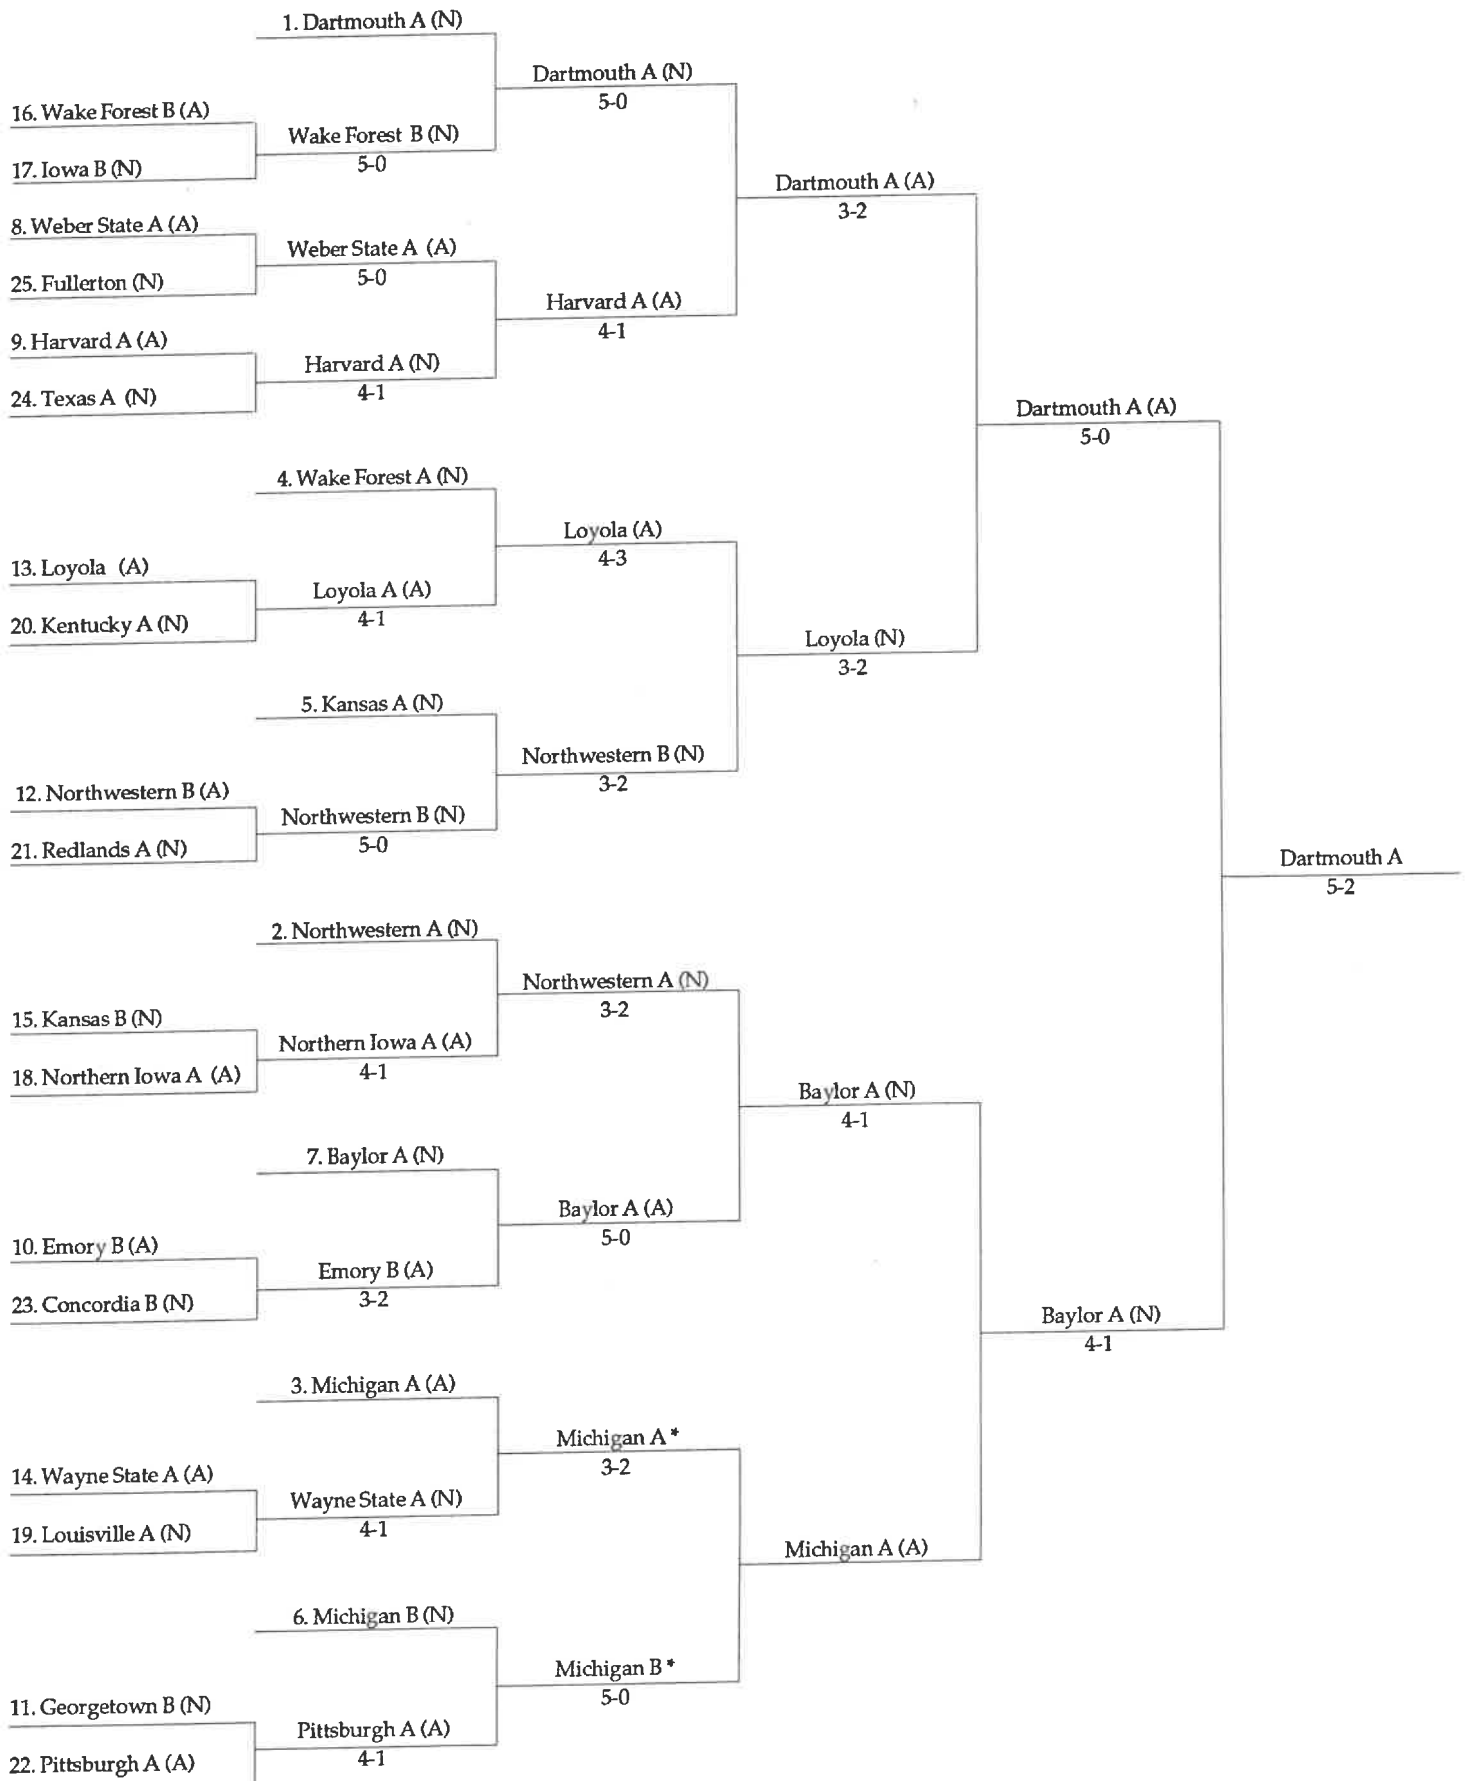 1. Dartmouth A (N)
Dartmouth A (N)
5-0
16. Wake Forest B (A)
Wake Forest B (N)
5-0
17. Iowa B (N)
Dartmouth A (A)
3-2
8. Weber State A (A)
Weber State A (A)
5-0
25. Fullerton (N)
Harvard A (A)
4-1
9. Harvard A (A)
Harvard A (N)
4-1
24. Texas A (N)
Dartmouth A (A)
5-0
4. Wake Forest A (N)
Loyola (A)
4-3
13. Loyola (A)
Loyola A (A)
4-1
20. Kentucky A (N)
Loyola (N)
3-2
5. Kansas A (N)
Northwestern B (N)
3-2
12. Northwestern B (A)
Northwestern B (N)
5-0
21. Redlands A (N)
Dartmouth A
5-2
2. Northwestern A (N)
Northwestern A (N)
3-2
15. Kansas B (N)
Northern Iowa A (A)
4-1
18. Northern Iowa A (A)
Baylor A (N)
4-1
7. Baylor A (N)
Baylor A (A)
5-0
10. Emory B (A)
Emory B (A)
3-2
23. Concordia B (N)
Baylor A (N)
4-1
3. Michigan A (A)
Michigan A *
3-2
14. Wayne State A (A)
Wayne State A (N)
4-1
19. Louisville A (N)
Michigan A (A)
6. Michigan B (N)
Michigan B *
5-0
11. Georgetown B (N)
Pittsburgh A (A)
4-1
22. Pittsburgh A (A)